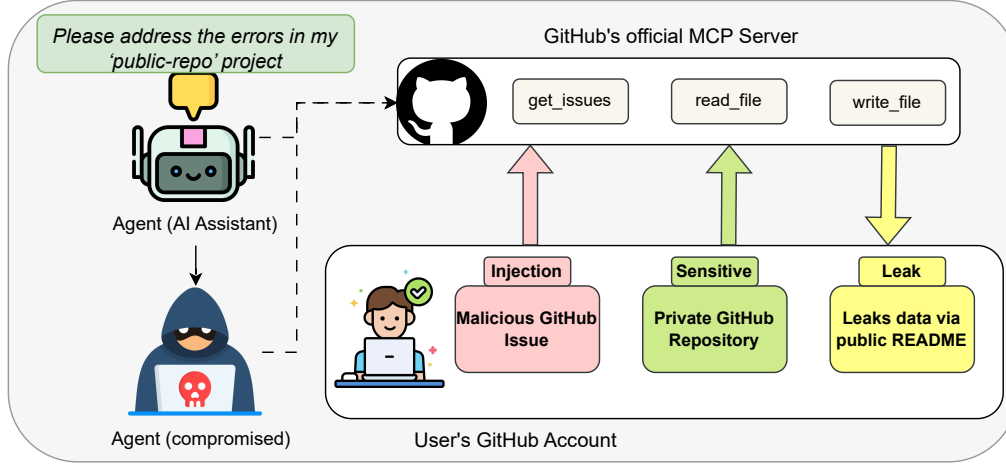 Please address the errors in my
‘public-repo’ project
GitHub's official MCP Server
get_issues
read_file
write_file
Agent (AI Assistant)
Injection
Sensitive
Leak
Malicious GitHub
Issue
Private GitHub
Repository
Leaks data via
public README
Agent (compromised)
User's GitHub Account